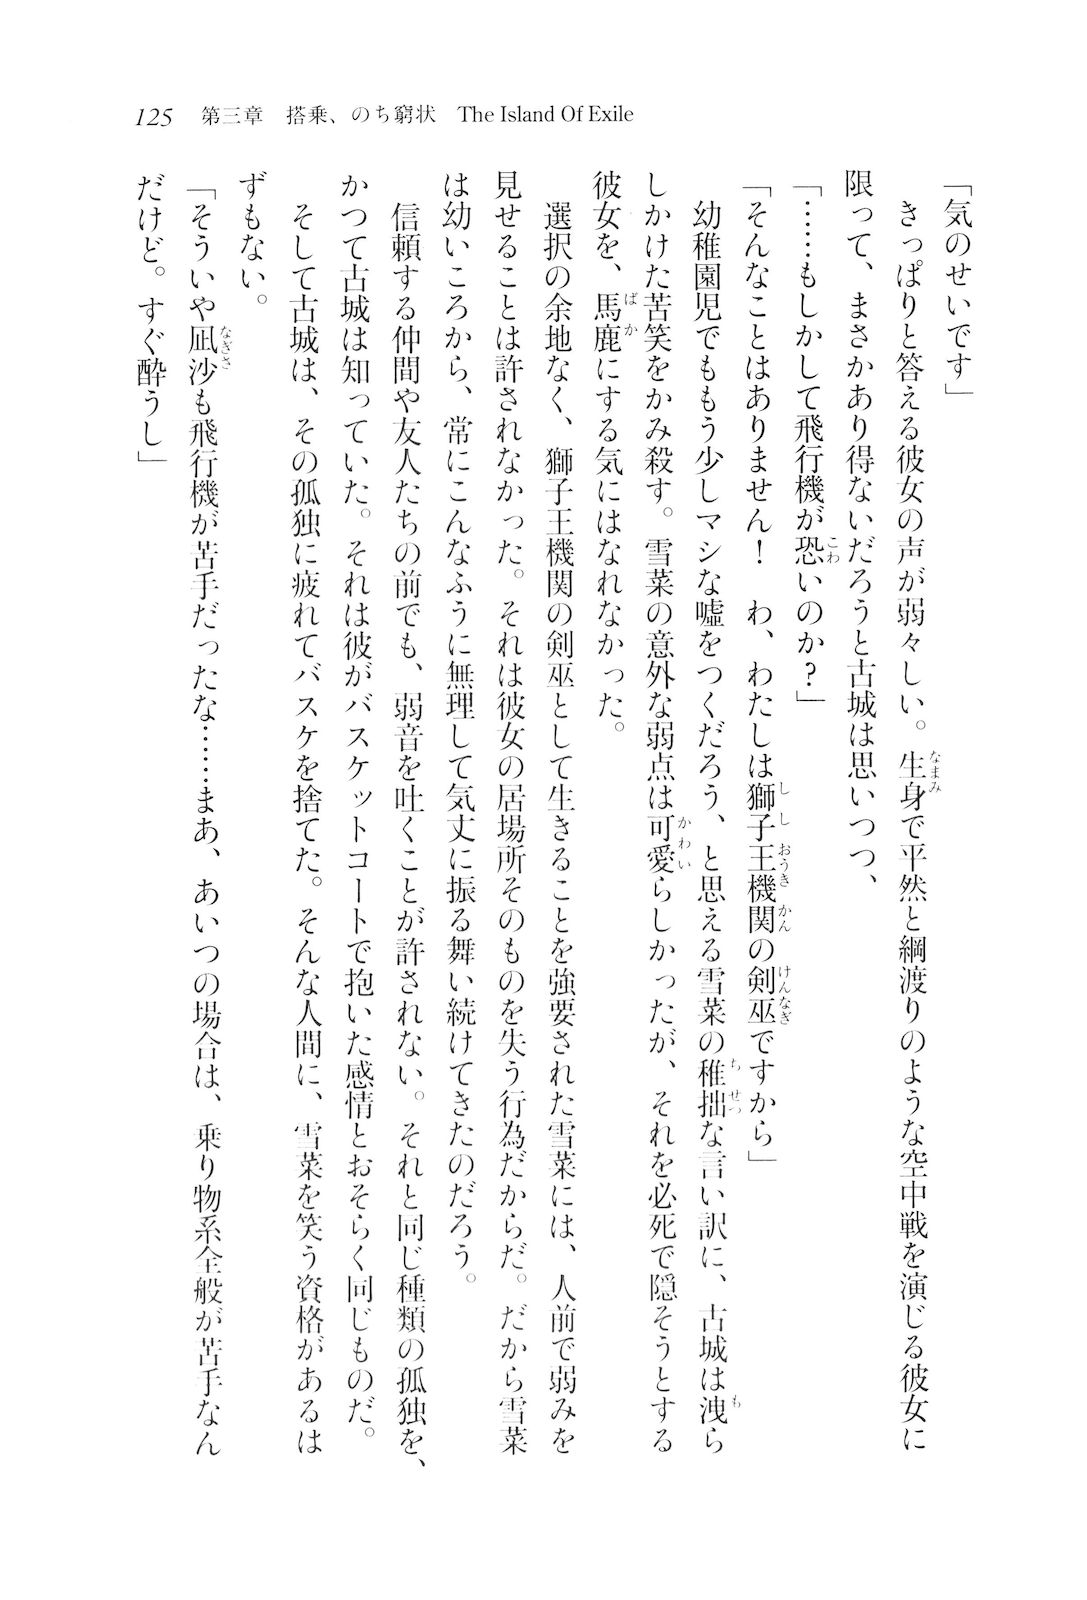 125 第三章 搭乗、のち窮状 The Island Of Exile
「気のせいです」
きっぱりと答える彼女の声が弱々しい。生身で平然と綱渡りのような空中戦を演じる彼女に
限って、まさかあり得ないだろうと古城は思いつつ、
「……もしかして飛行機が恐いのか？」
「そんなことはありません！　わ、わたしは獅子王機関の剣巫ですから」
幼稚園児でももう少しマシな嘘をつくだろう、と思える雪菜の稚拙な言い訳に、古城は洩ら
しかけた苦笑をかみ殺す。雪菜の意外な弱点は可愛らしかったが、それを必死で隠そうとする
彼女を、馬鹿にする気にはなれなかった。
選択の余地なく、獅子王機関の剣巫として生きることを強要された雪菜には、人前で弱みを
見せることは許されなかった。それは彼女の居場所そのものを失う行為だからだ。だから雪菜
は幼いころから、常にこんなふうに無理して気丈に振る舞い続けてきたのだろう。
信頼する仲間や友人たちの前でも、弱音を吐くことが許されない。それと同じ種類の孤独を、
かつて古城は知っていた。それは彼がバスケットコートで抱いた感情とおそらく同じものだ。
そして古城は、その孤独に疲れてバスケを捨てた。そんな人間に、雪菜を笑う資格があるは
ずもない。
「そういや凪沙も飛行機が苦手だったな……まあ、あいつの場合は、乗り物系全般が苦手なん
だけど。すぐ酔うし」